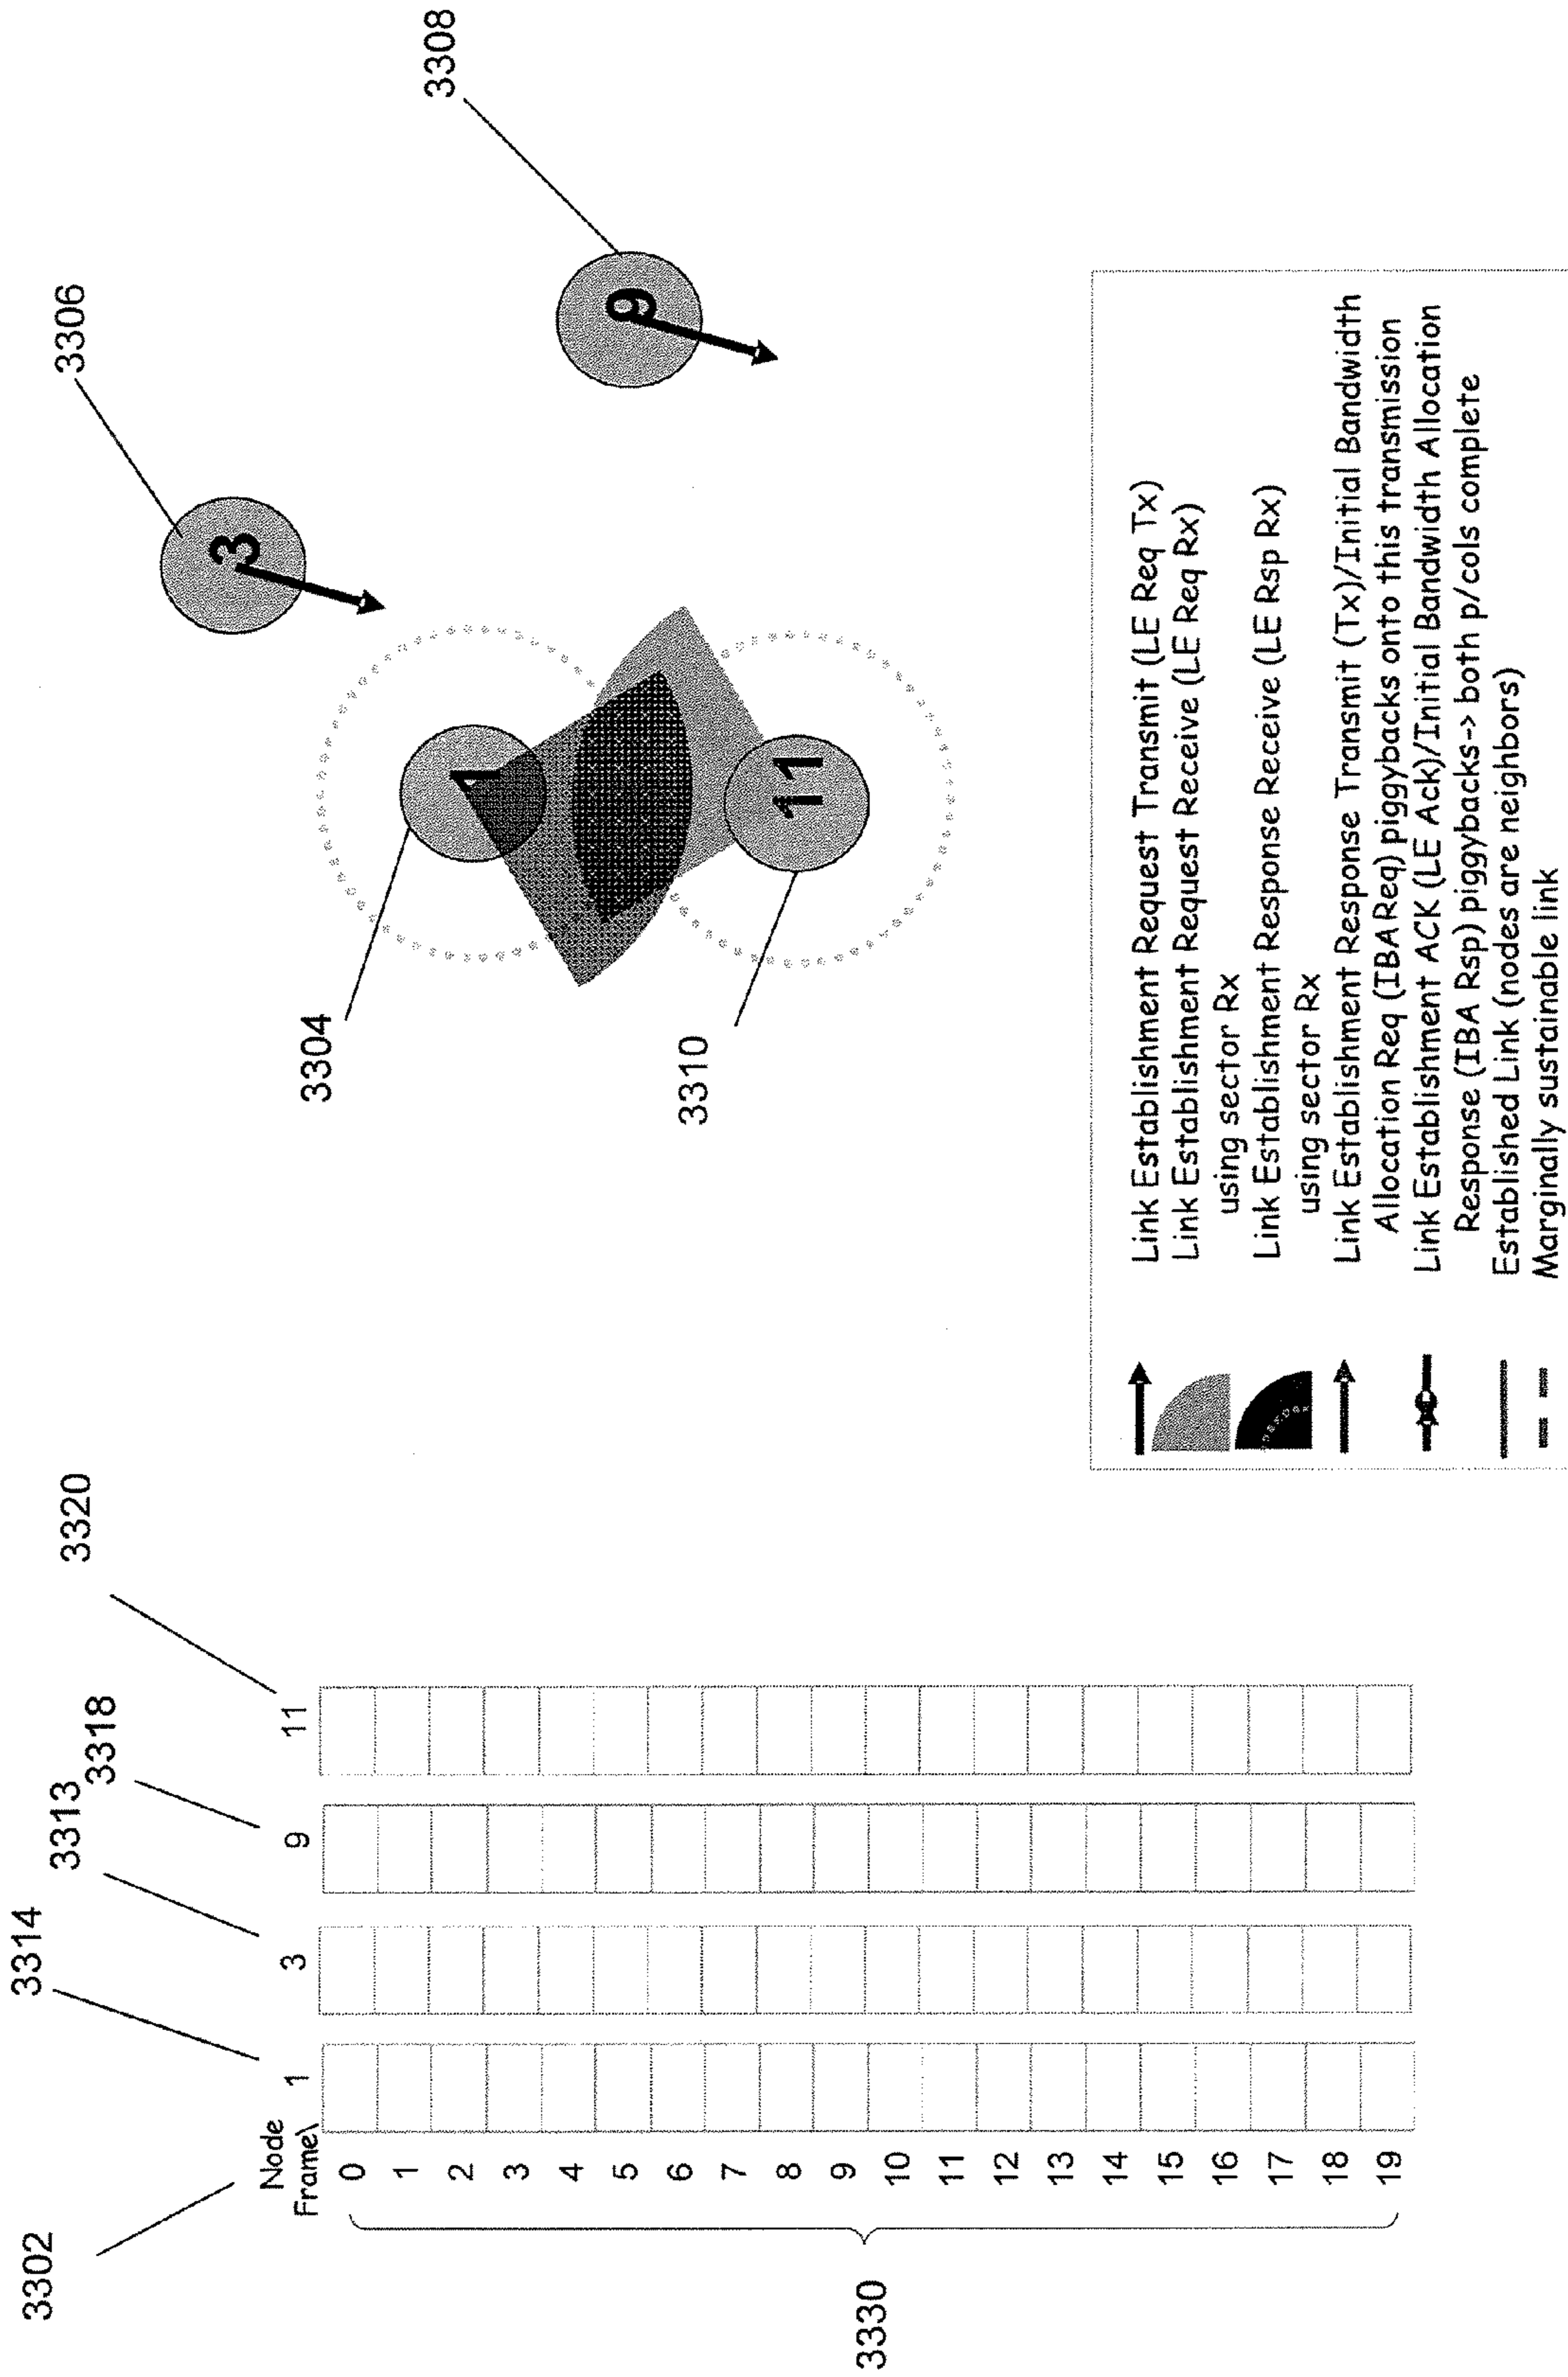 3302
3314
3313
3318
3320
Node
Frame\
1
3
9
11
0
1
2
3
4
5
6
7
8
9
10
11
12
13
14
15
16
17
18
19
3330
3304
3306
3308
3310
1
3
9
11
Link Establishment Request Transmit (LE Req Tx)
Link Establishment Request Receive (LE Req Rx)
using sector Rx
Link Establishment Response Receive (LE Rsp Rx)
using sector Rx
Link Establishment Response Transmit (Tx)/Initial Bandwidth
Allocation Req (IBA Req) piggybacks onto this transmission
Link Establishment ACK (LE Ack)/Initial Bandwidth Allocation
Response (IBA Rsp) piggybacks-> both p/cols complete
Established Link (nodes are neighbors)
Marginally sustainable link